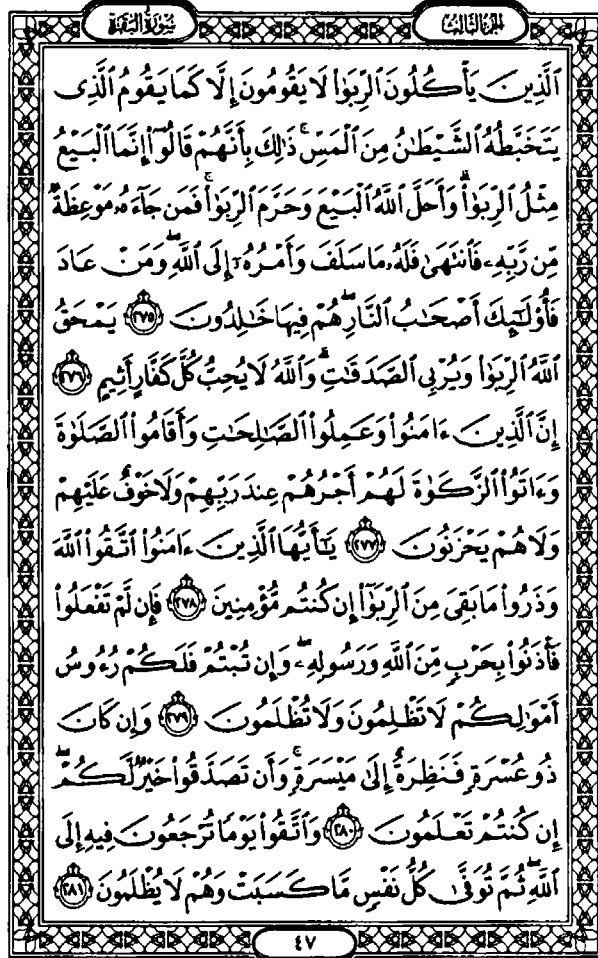 الجزء الثالث
سورة البقرة
ٱلَّذِينَ يَأۡكُلُونَ ٱلرِّبَوٰاْ لَا يَقُومُونَ إِلَّا كَمَا يَقُومُ ٱلَّذِى
يَتَخَبَّطُهُ ٱلشَّيۡطَٰنُ مِنَ ٱلۡمَسِّۚ ذَٰلِكَ بِأَنَّهُمۡ قَالُوٓاْ إِنَّمَا ٱلۡبَيۡعُ
مِثۡلُ ٱلرِّبَوٰاْۗ وَأَحَلَّ ٱللَّهُ ٱلۡبَيۡعَ وَحَرَّمَ ٱلرِّبَوٰاْۚ فَمَن جَآءَهُۥ مَوۡعِظَةٌ
مِّن رَّبِّهِۦ فَٱنتَهَىٰ فَلَهُۥ مَا سَلَفَ وَأَمۡرُهُۥٓ إِلَى ٱللَّهِۖ وَمَنۡ عَادَ
فَأُوْلَٰٓئِكَ أَصۡحَٰبُ ٱلنَّارِۖ هُمۡ فِيهَا خَٰلِدُونَ ٢٧٥ يَمۡحَقُ
ٱللَّهُ ٱلرِّبَوٰاْ وَيُرۡبِى ٱلصَّدَقَٰتِۗ وَٱللَّهُ لَا يُحِبُّ كُلَّ كَفَّارٍ أَثِيمٍ ٢٧٦
إِنَّ ٱلَّذِينَ ءَامَنُواْ وَعَمِلُواْ ٱلصَّٰلِحَٰتِ وَأَقَامُواْ ٱلصَّلَوٰةَ
وَءَاتَوُاْ ٱلزَّكَوٰةَ لَهُمۡ أَجۡرُهُمۡ عِندَ رَبِّهِمۡ وَلَا خَوۡفٌ عَلَيۡهِمۡ
وَلَا هُمۡ يَحۡزَنُونَ ٢٧٧ يَٰٓأَيُّهَا ٱلَّذِينَ ءَامَنُواْ ٱتَّقُواْ ٱللَّهَ
وَذَرُواْ مَا بَقِىَ مِنَ ٱلرِّبَوٰٓاْ إِن كُنتُم مُّؤۡمِنِينَ ٢٧٨ فَإِن لَّمۡ تَفۡعَلُواْ
فَأۡذَنُواْ بِحَرۡبٍ مِّنَ ٱللَّهِ وَرَسُولِهِۦۖ وَإِن تُبۡتُمۡ فَلَكُمۡ رُءُوسُ
أَمۡوَٰلِكُمۡ لَا تَظۡلِمُونَ وَلَا تُظۡلَمُونَ ٢٧٩ وَإِن كَانَ
ذُو عُسۡرَةٍ فَنَظِرَةٌ إِلَىٰ مَيۡسَرَةٍۚ وَأَن تَصَدَّقُواْ خَيۡرٌ لَّكُمۡۖ
إِن كُنتُمۡ تَعۡلَمُونَ ٢٨٠ وَٱتَّقُواْ يَوۡمًا تُرۡجَعُونَ فِيهِ إِلَى
ٱللَّهِۖ ثُمَّ تُوَفَّىٰ كُلُّ نَفۡسٍ مَّا كَسَبَتۡ وَهُمۡ لَا يُظۡلَمُونَ ٢٨١
٤٧